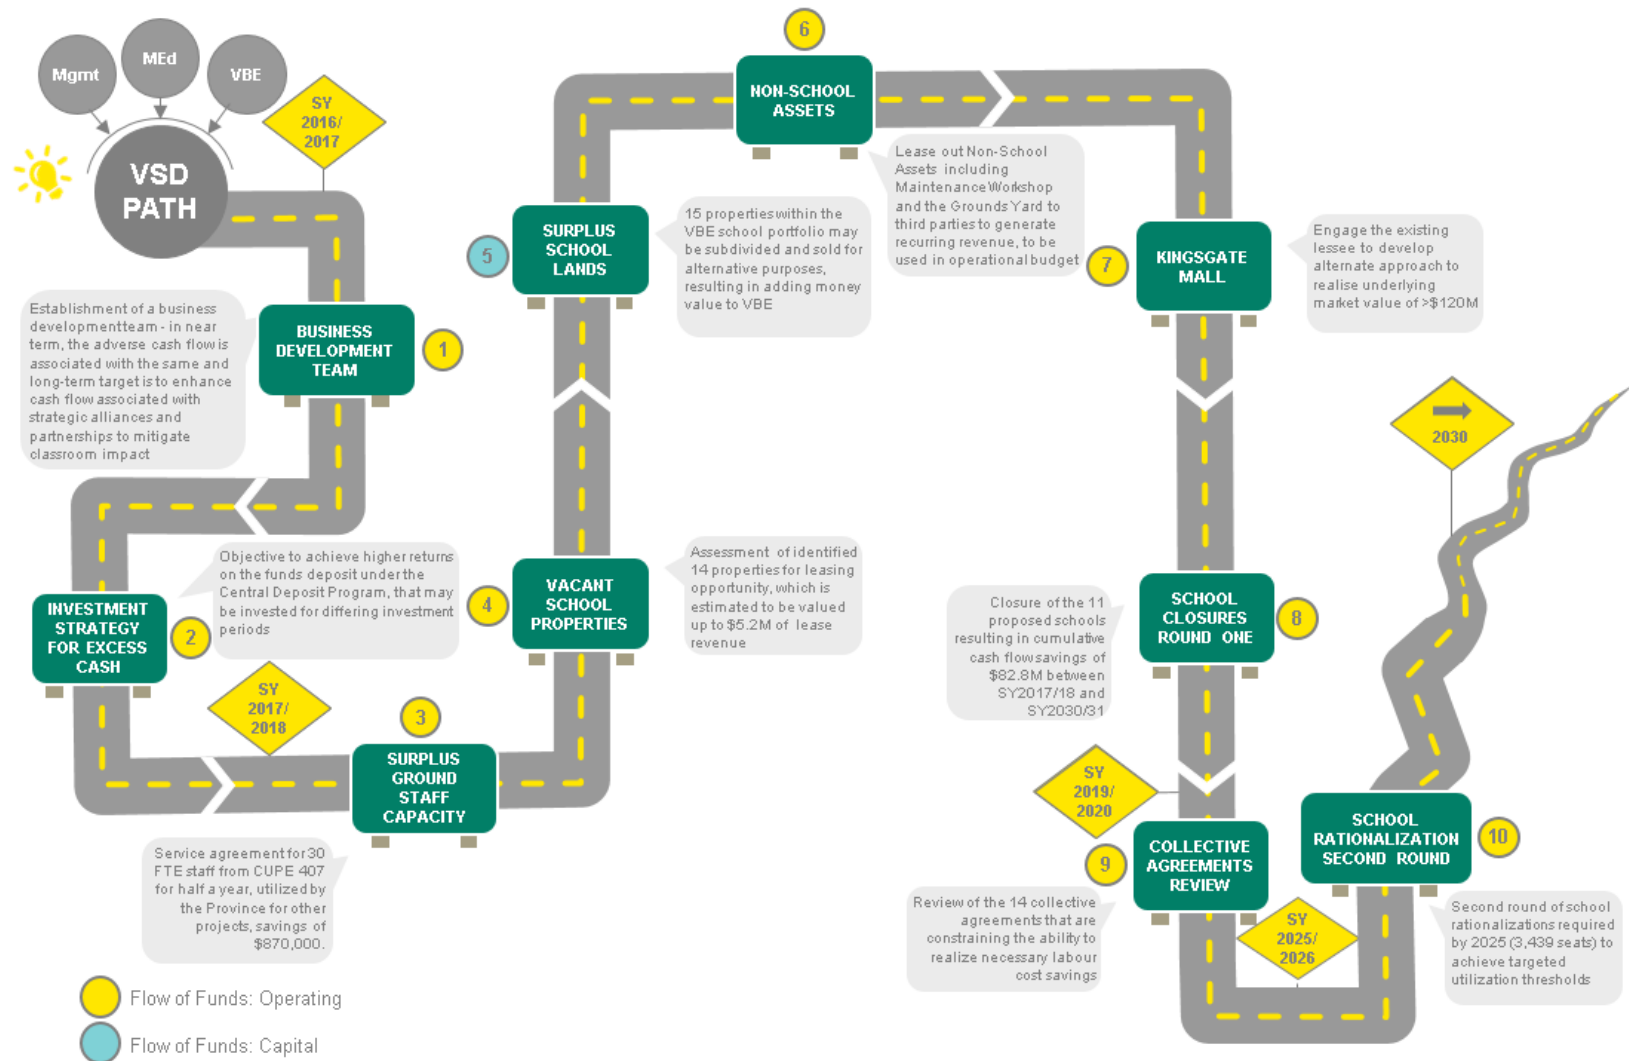 Mgmt
MEd
VBE
VSD
PATH
SY
2016/
2017
Establishment of a business
developmentteam - in near
term, the adverse cash flow is
associated with the same and
long-term target is to enhance
cash flow associated with
strategic alliances and
partnerships to mitigate
classroom impact
BUSINESS
DEVELOPMENT
TEAM
1
Objective to achieve higher returns
on the funds deposit under the
Central Deposit Program, that may
be invested for differing investment
periods
INVESTMENT
STRATEGY
FOR EXCESS
CASH
2
SY
2017/
2018
3
SURPLUS
GROUND
STAFF
CAPACITY
Service agreement for 30
FTE staff from CUPE 407
for half a year, utilized by
the Province for other
projects, savings of
$870,000.
4
VACANT
SCHOOL
PROPERTIES
Assessment of identified
14 properties for leasing
opportunity, which is
estimated to be valued
up to $5.2M of lease
revenue
5
SURPLUS
SCHOOL
LANDS
15 properties within the
VBE school portfolio may
be subdivided and sold for
alternative purposes,
resulting in adding money
value to VBE
6
NON-SCHOOL
ASSETS
Lease out Non-School
Assets including
Maintenance Workshop
and the Grounds Yard to
third parties to generate
recurring revenue, to be
used in operational budget
7
KINGSGATE
MALL
Engage the existing
lessee to develop
alternate approach to
realise underlying
market value of >$120M
8
SCHOOL
CLOSURES
ROUND ONE
Closure of the 11
proposed schools
resulting in cumulative
cash flow savings of
$82.8M between
SY2017/18 and
SY2030/31
SY
2019/
2020
9
COLLECTIVE
AGREEMENTS
REVIEW
Review of the 14 collective
agreements that are
constraining the ability to
realize necessary labour
cost savings
SY
2025/
2026
SCHOOL
RATIONALIZATION
SECOND ROUND
10
Second round of school
rationalizations required
by 2025 (3,439 seats) to
achieve targeted
utilization thresholds
2030
Flow of Funds: Operating
Flow of Funds: Capital